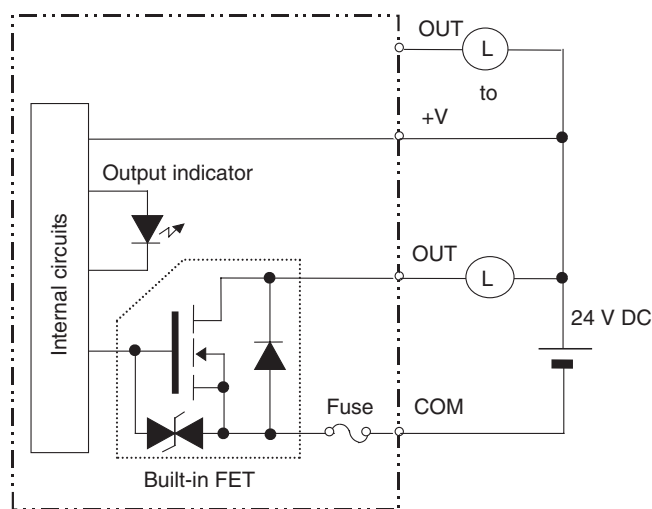 OUT
L
to
+V
Output indicator
Internal circuits
OUT
L
24 V DC
Fuse
COM
Built-in FET